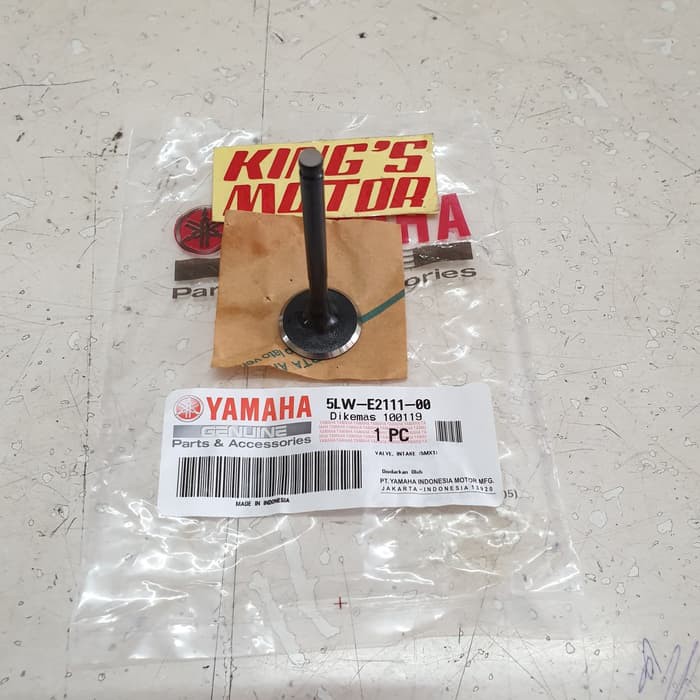 KING'S
MOTOR
YAMAHA
5LW-E2111-00
GENUINE
Dikemas 100119
Parts & Accessories
1 PC
VALVE, INTAKE (5MX1)
Diedarkan Oleh
PT.YAMAHA INDONESIA MOTOR MFG.
JAKARTA-INDONESIA 13920
MADE IN INDONESIA